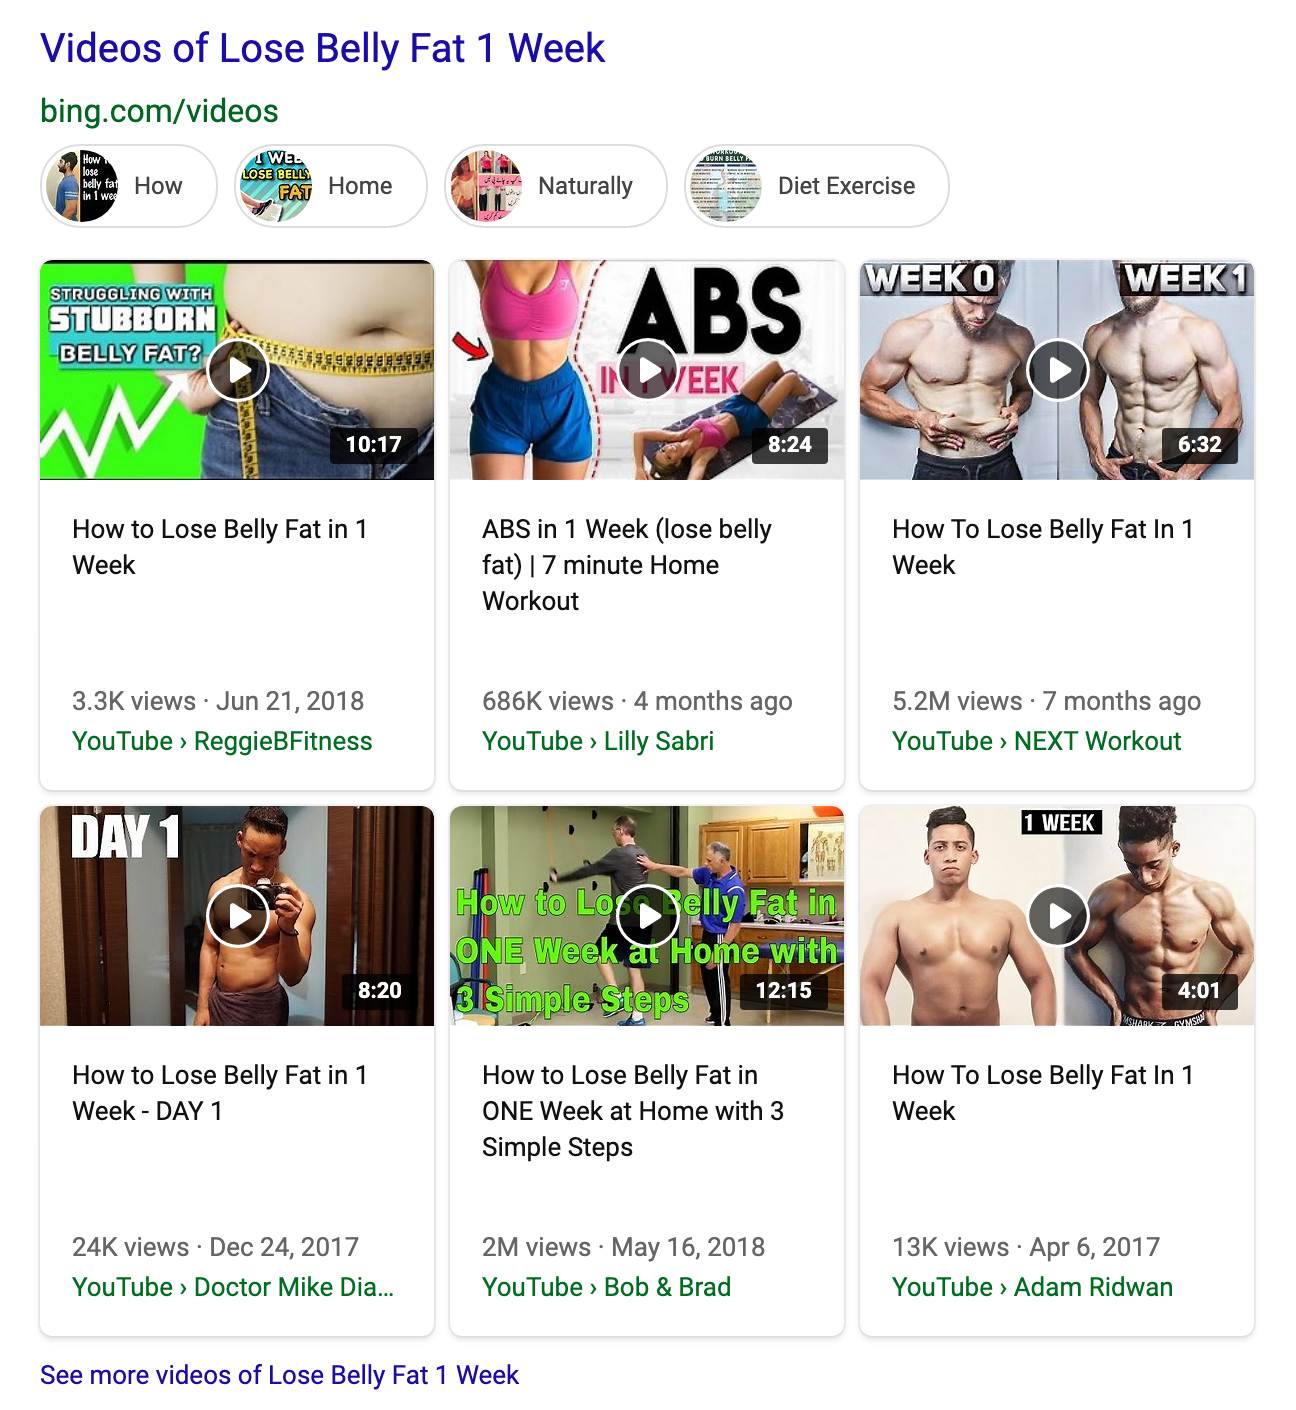 Videos of Lose Belly Fat 1 Week
bing.com/videos
How
lose
belly fat
in 1
How
LOSE BELLY
FAT
Home
Naturally
BURN BELLY
Diet Exercise
STRUGGLING WITH
STUBBORN
BELLY FAT?
10:17
ABS
IN 1 WEEK
8:24
WEEK 0
WEEK 1
6:32
How to Lose Belly Fat in 1
Week
3.3K views · Jun 21, 2018
YouTube › ReggieBFitness
ABS in 1 Week (lose belly
fat) | 7 minute Home
Workout
686K views · 4 months ago
YouTube › Lilly Sabri
How To Lose Belly Fat In 1
Week
5.2M views · 7 months ago
YouTube › NEXT Workout
DAY 1
8:20
How to Lose Belly Fat in
ONE Week at Home with
3 Simple Steps
12:15
1 WEEK
GYMSHARK
4:01
How to Lose Belly Fat in 1
Week - DAY 1
24K views · Dec 24, 2017
YouTube › Doctor Mike Dia...
How to Lose Belly Fat in
ONE Week at Home with 3
Simple Steps
2M views · May 16, 2018
YouTube › Bob & Brad
How To Lose Belly Fat In 1
Week
13K views · Apr 6, 2017
YouTube › Adam Ridwan
See more videos of Lose Belly Fat 1 Week